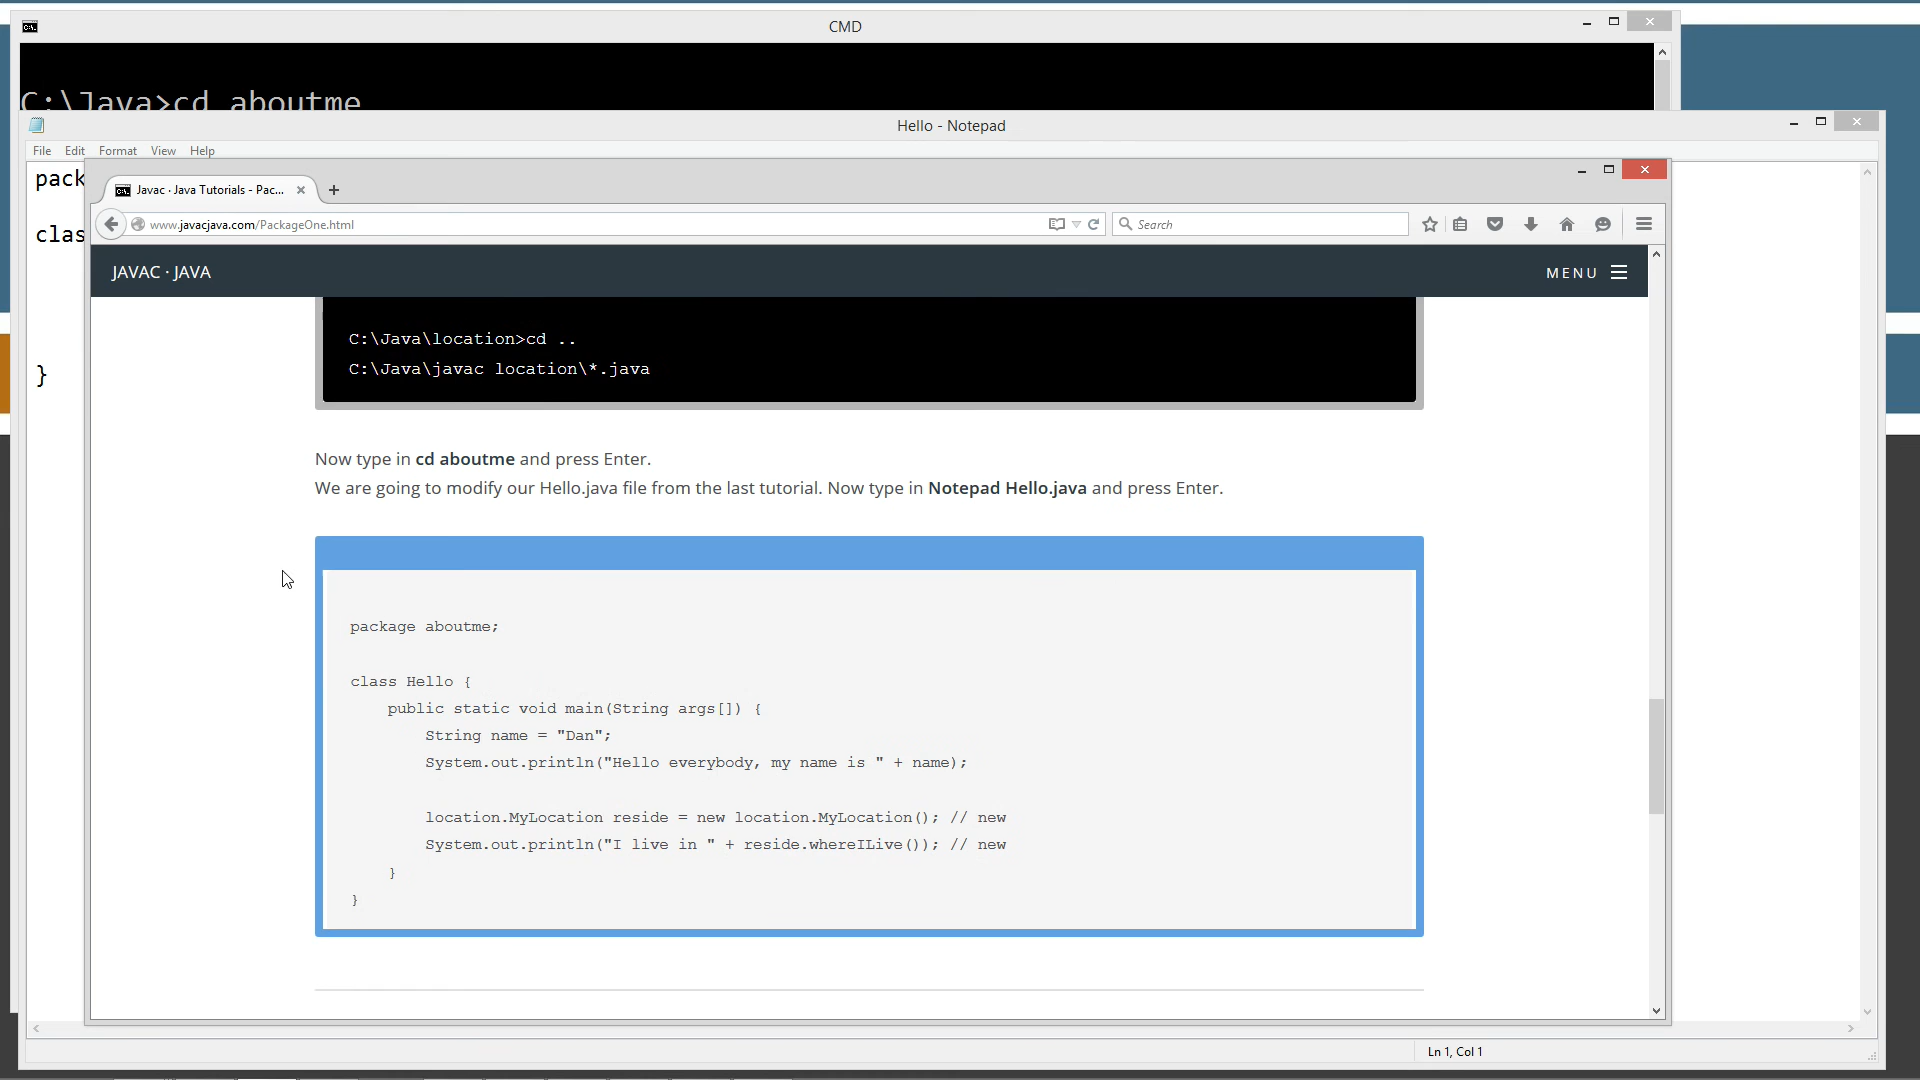 CMD
C:\Java>cd aboutme
Hello - Notepad
File Edit Format View Help
pack
clas
}
Javac · Java Tutorials - Pac...
www.javacjava.com/PackageOne.html
Search
JAVAC · JAVA
MENU
C:\Java\location>cd ..
C:\Java\javac location\*.java
Now type in cd aboutme and press Enter.
We are going to modify our Hello.java file from the last tutorial. Now type in Notepad Hello.java and press Enter.
package aboutme;
class Hello {
public static void main(String args[]) {
String name = "Dan";
System.out.println("Hello everybody, my name is " + name);
location.MyLocation reside = new location.MyLocation(); // new
System.out.println("I live in " + reside.whereILive()); // new
}
}
Ln 1, Col 1